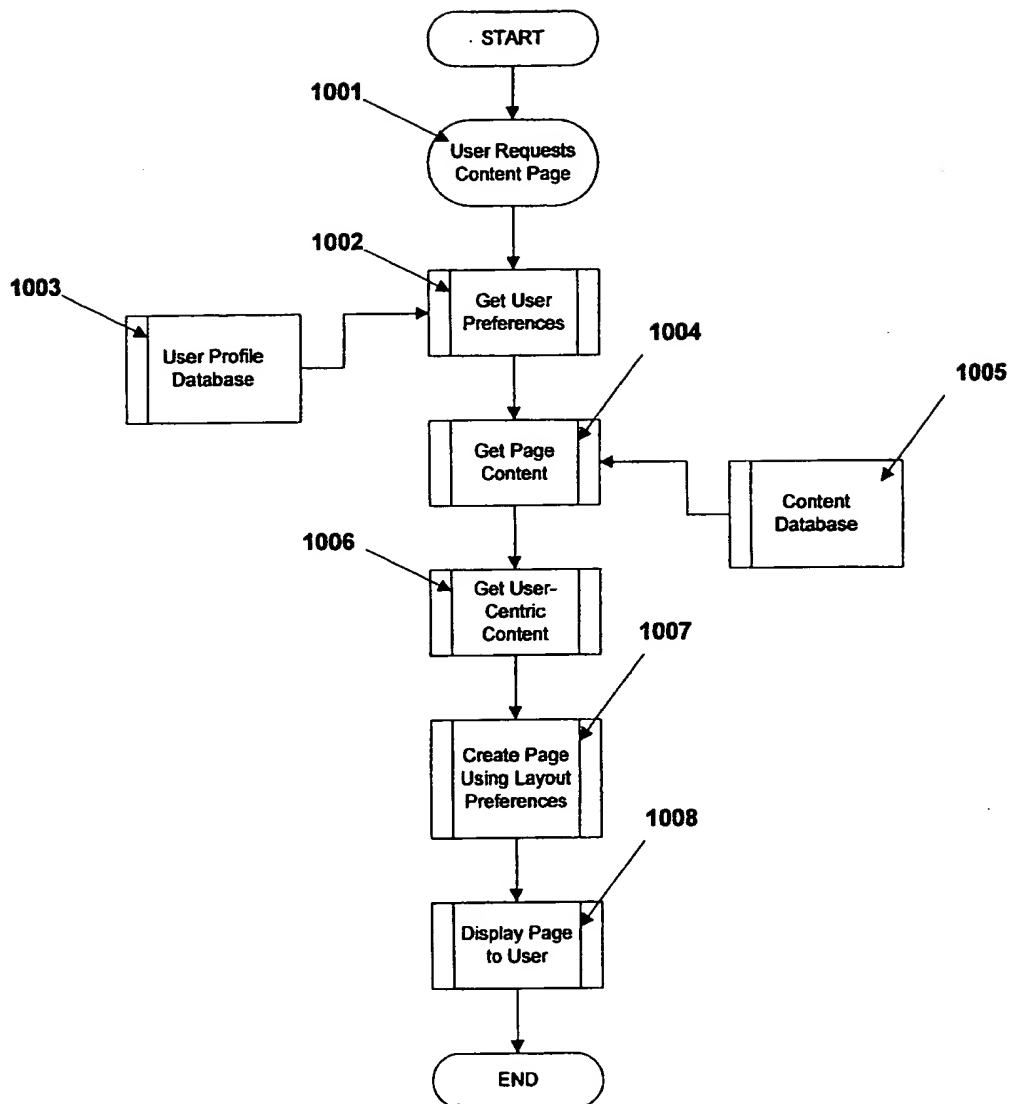 START
1001
User Requests
Content Page
1002
Get User
Preferences
1003
User Profile
Database
1004
Get Page
Content
1005
Content
Database
1006
Get User-
Centric
Content
1007
Create Page
Using Layout
Preferences
1008
Display Page
to User
END